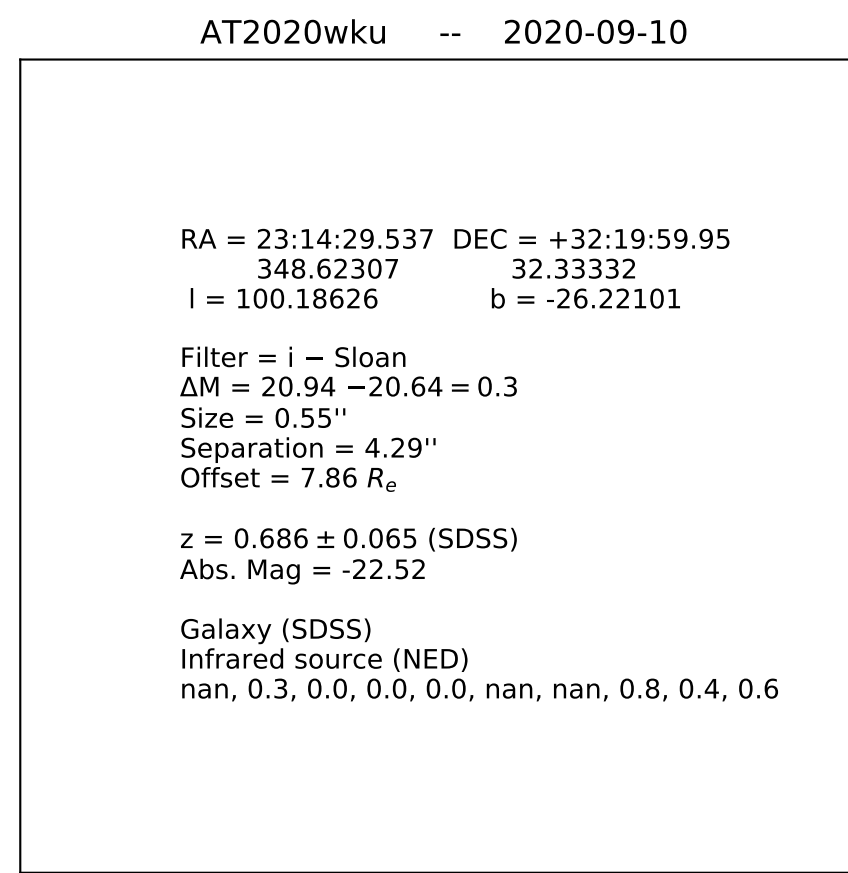 AT2020wku -- 2020-09-10
RA = 23:14:29.537 DEC = +32:19:59.95
348.62307 32.33332
l = 100.18626 b = -26.22101
Filter = i − Sloan
ΔM = 20.94 −20.64 = 0.3
Size = 0.55''
Separation = 4.29''
Offset = 7.86 Rₑ
z = 0.686 ± 0.065 (SDSS)
Abs. Mag = -22.52
Galaxy (SDSS)
Infrared source (NED)
nan, 0.3, 0.0, 0.0, 0.0, nan, nan, 0.8, 0.4, 0.6